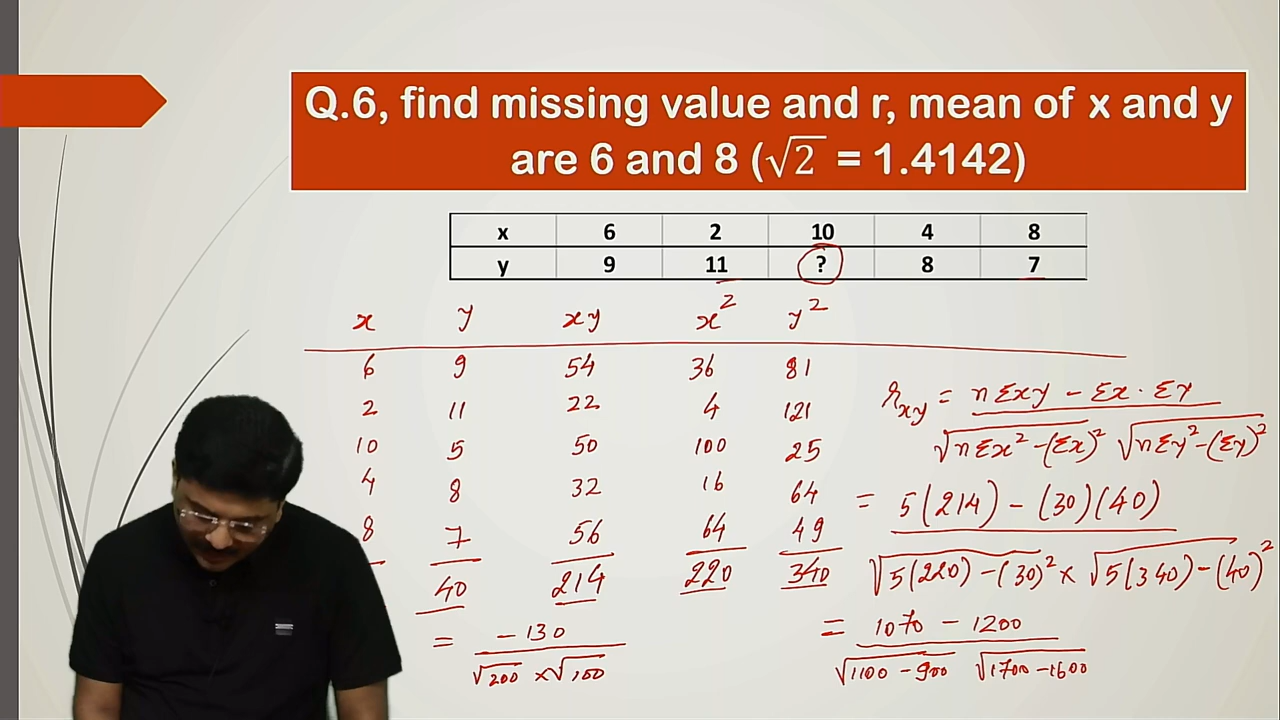 Q.6, find missing value and r, mean of x and y
are 6 and 8 (√2 = 1.4142)
x 6 2 10 4 8
y 9 11 ? 8 7
x y xy x² y²
6 9 54 36 81
2 11 22 4 121
10 5 50 100 25
4 8 32 16 64
8 7 56 64 49
40 214 220 340
r_xy = nΣxy - Σx · Σy
√nΣx²-(Σx)² √nΣy²-(Σy)²
= 5(214) - (30)(40)
√5(220) - (30)² × √5(340) - (40)²
= 1070 - 1200
√1100 - 900 √1700 - 1600
= -130
√200 × √100